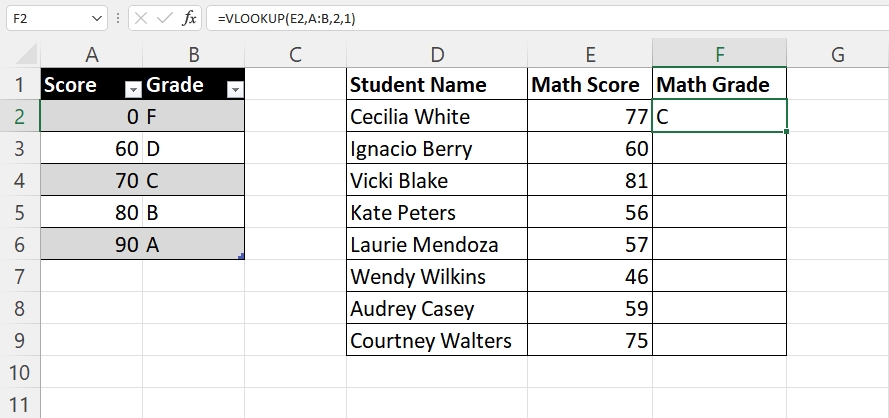 F2 fx =VLOOKUP(E2,A:B,2,1)
A B C D E F G
1 Score Grade Student Name Math Score Math Grade
2 0 F Cecilia White 77 C
3 60 D Ignacio Berry 60
4 70 C Vicki Blake 81
5 80 B Kate Peters 56
6 90 A Laurie Mendoza 57
7 Wendy Wilkins 46
8 Audrey Casey 59
9 Courtney Walters 75
10
11